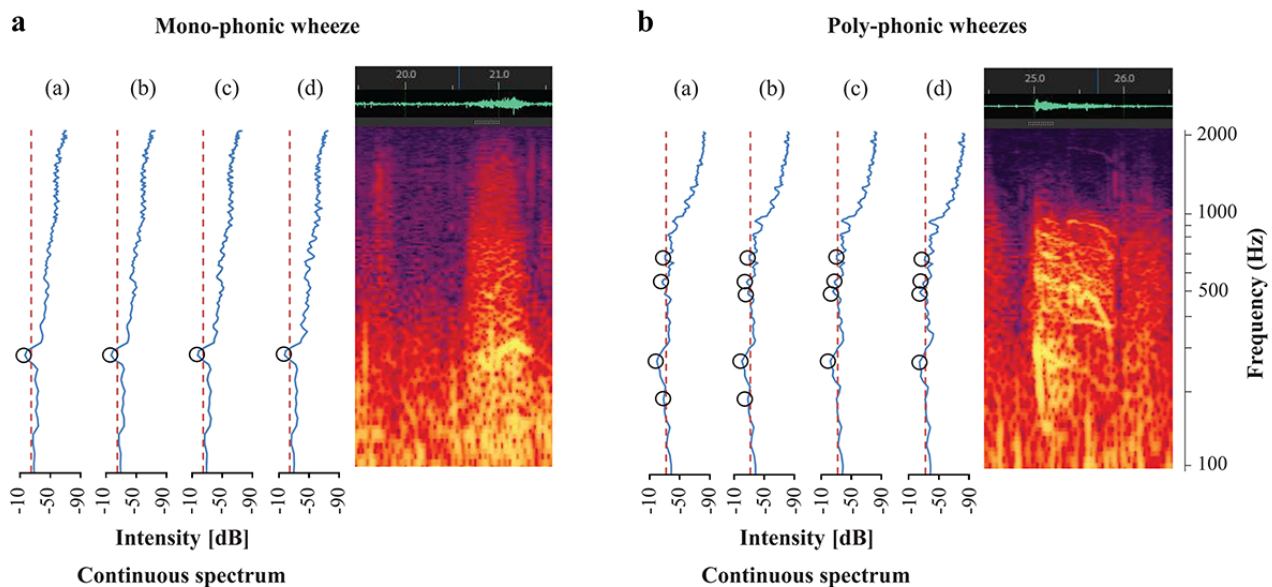 a
Mono-phonic wheeze
(a)
(b)
(c)
(d)
20.0
21.0
-10
-50
-90
-10
-50
-90
-10
-50
-90
-10
-50
-90
Intensity [dB]
Continuous spectrum
b
Poly-phonic wheezes
(a)
(b)
(c)
(d)
25.0
26.0
2000
1000
500
100
Frequency (Hz)
-10
-50
-90
-10
-50
-90
-10
-50
-90
-10
-50
-90
Intensity [dB]
Continuous spectrum